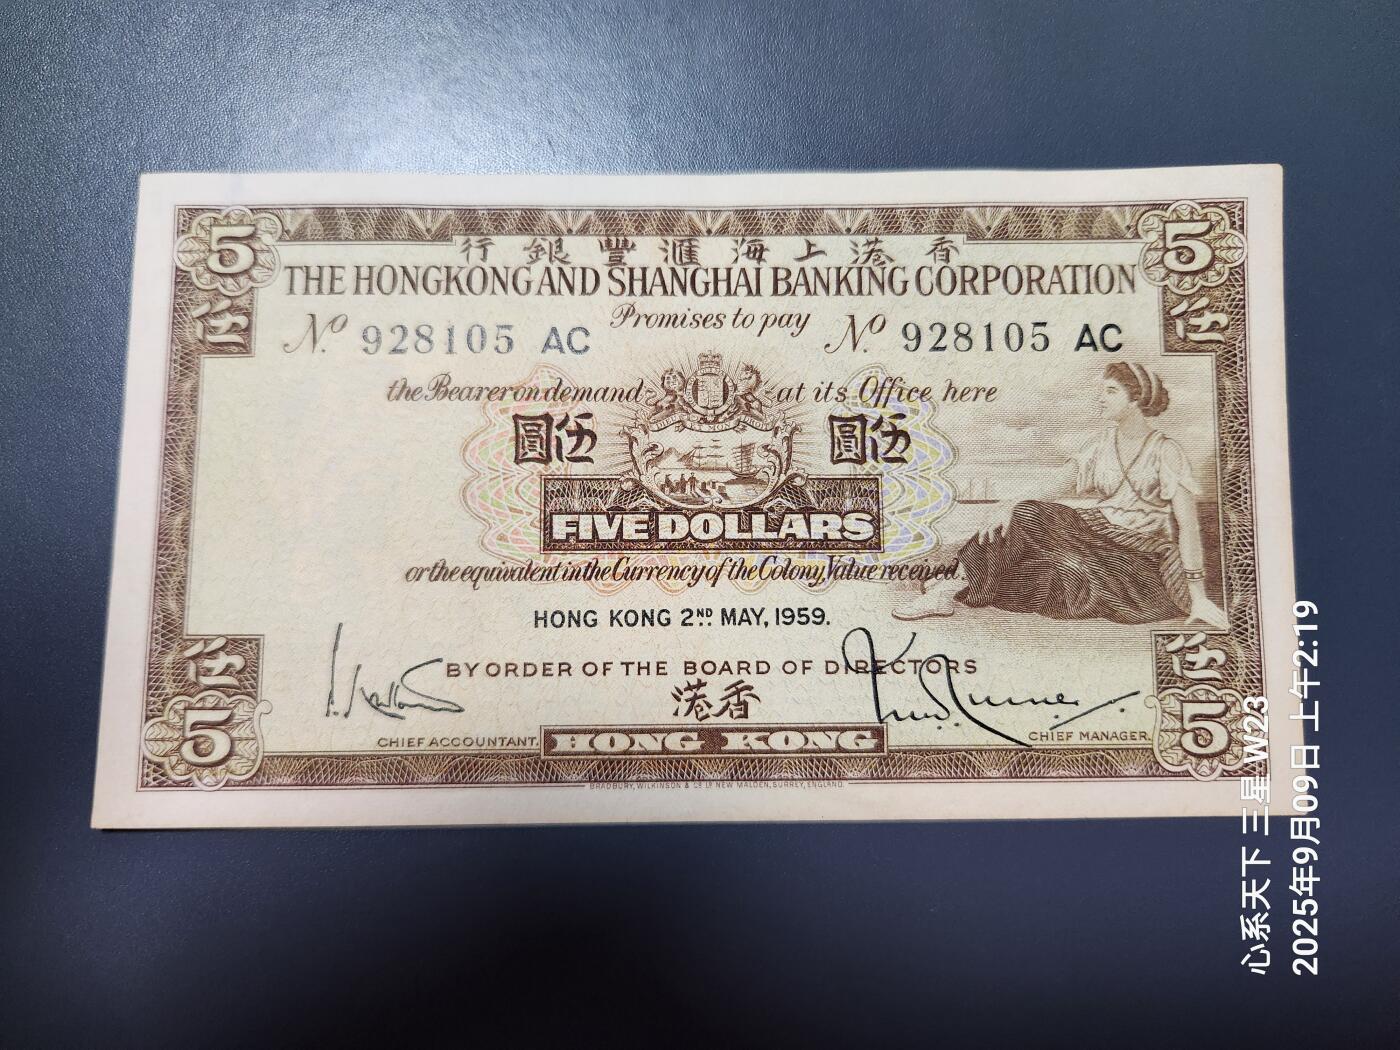 5
5
行銀豐滙海上港香
THE HONGKONG AND SHANGHAI BANKING CORPORATION
伍
伍
Promises to pay
Nº 928105 AC
Nº 928105 AC
the Bearer on demand
at its Office here
圓伍
圓伍
FIVE DOLLARS
or the equivalent in the Currency of the Colony, Value received.
HONG KONG 2ND MAY, 1959.
伍
伍
BY ORDER OF THE BOARD OF DIRECTORS
港香
5
5
CHIEF ACCOUNTANT.
HONG KONG
CHIEF MANAGER.
BRADBURY, WILKINSON & Cº Lº NEW MALDEN, SURREY, ENGLAND.
心系天下 三星 W23
2025年9月09日 上午2:19